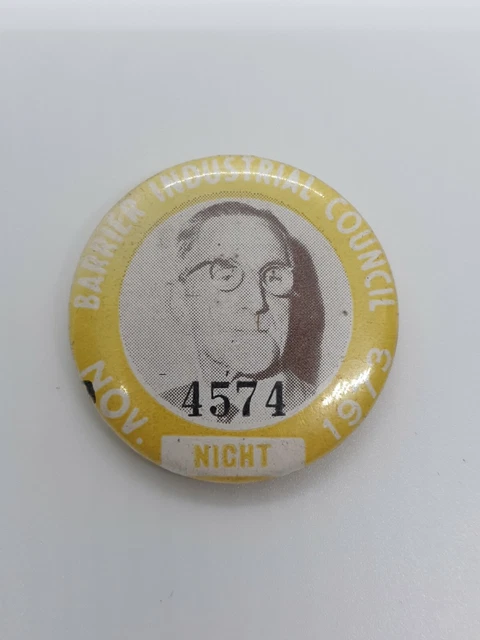 BARRIER INDUSTRIAL COUNCIL
4574
NOV. 1973
NIGHT